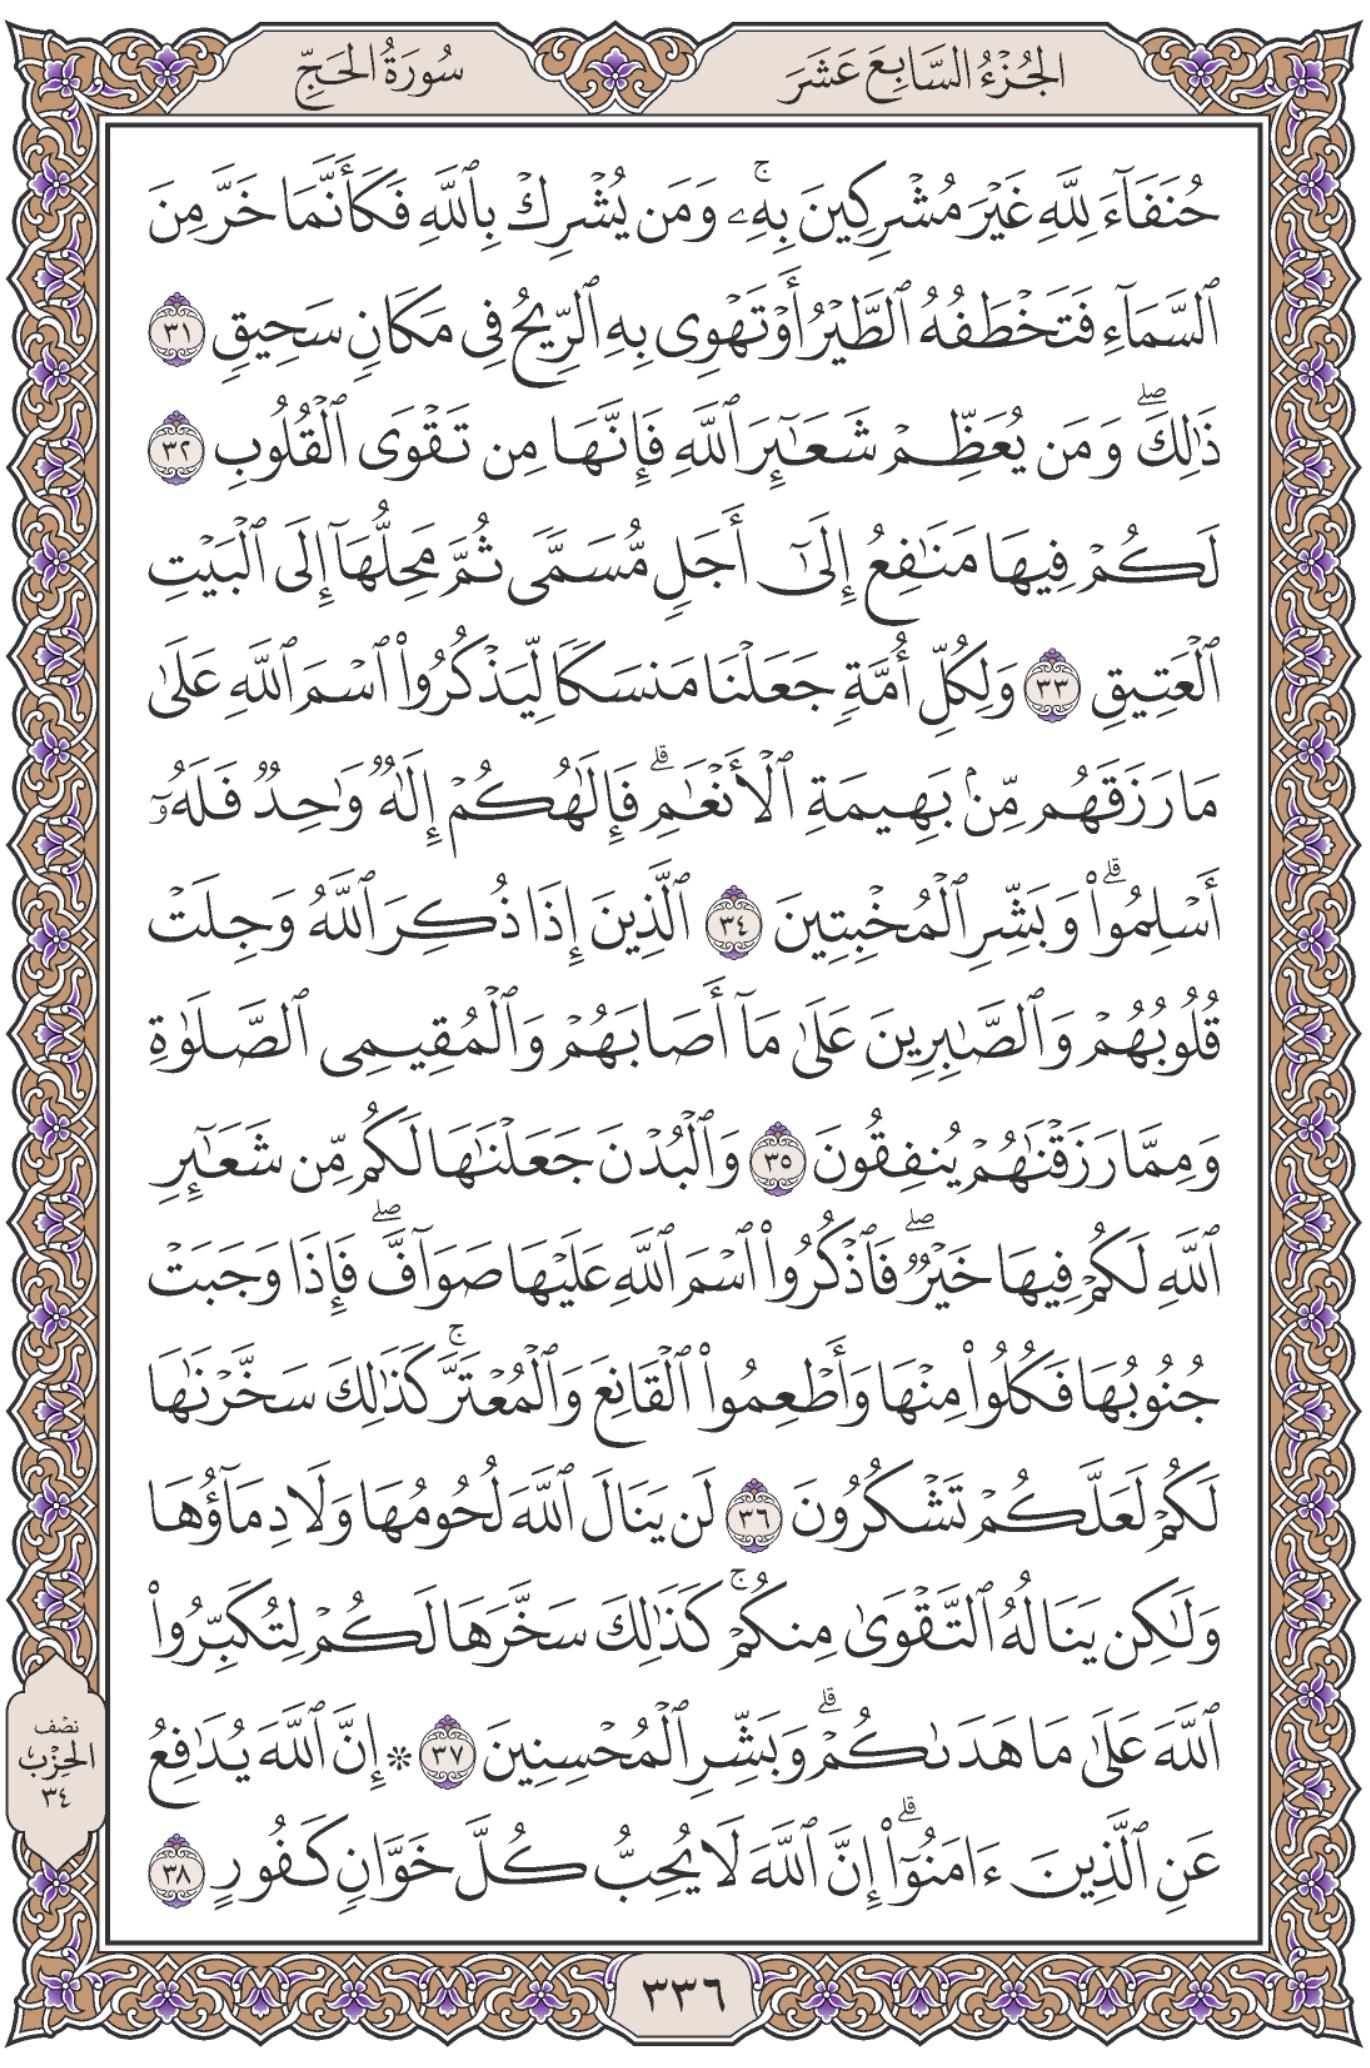 الجُزْءُ السَّابِعَ عَشَرَ
سُورَةُ الحَجِّ
حُنَفَآءَ لِلَّهِ غَيْرَ مُشْرِكِينَ بِهِۦۚ وَمَن يُشْرِكْ بِٱللَّهِ فَكَأَنَّمَا خَرَّ مِنَ
ٱلسَّمَآءِ فَتَخْطَفُهُ ٱلطَّيْرُ أَوْ تَهْوِى بِهِ ٱلرِّيحُ فِى مَكَانٍ سَحِيقٍ ٣١
ذَٰلِكَۖ وَمَن يُعَظِّمْ شَعَٰٓئِرَ ٱللَّهِ فَإِنَّهَا مِن تَقْوَى ٱلْقُلُوبِ ٣٢
لَكُمْ فِيهَا مَنَٰفِعُ إِلَىٰٓ أَجَلٍ مُّسَمًّى ثُمَّ مَحِلُّهَآ إِلَى ٱلْبَيْتِ
ٱلْعَتِيقِ ٣٣ وَلِكُلِّ أُمَّةٍ جَعَلْنَا مَنسَكًا لِّيَذْكُرُوا۟ ٱسْمَ ٱللَّهِ عَلَىٰ
مَا رَزَقَهُم مِّنۢ بَهِيمَةِ ٱلْأَنْعَٰمِۗ فَإِلَٰهُكُمْ إِلَٰهٌ وَٰحِدٌ فَلَهُۥٓ
أَسْلِمُوا۟ۗ وَبَشِّرِ ٱلْمُخْبِتِينَ ٣٤ ٱلَّذِينَ إِذَا ذُكِرَ ٱللَّهُ وَجِلَتْ
قُلُوبُهُمْ وَٱلصَّٰبِرِينَ عَلَىٰ مَآ أَصَابَهُمْ وَٱلْمُقِيمِى ٱلصَّلَوٰةِ
وَمِمَّا رَزَقْنَٰهُمْ يُنفِقُونَ ٣٥ وَٱلْبُدْنَ جَعَلْنَٰهَا لَكُم مِّن شَعَٰٓئِرِ
ٱللَّهِ لَكُمْ فِيهَا خَيْرٌۖ فَٱذْكُرُوا۟ ٱسْمَ ٱللَّهِ عَلَيْهَا صَوَآفَّۖ فَإِذَا وَجَبَتْ
جُنُوبُهَا فَكُلُوا۟ مِنْهَا وَأَطْعِمُوا۟ ٱلْقَانِعَ وَٱلْمُعْتَرَّۚ كَذَٰلِكَ سَخَّرْنَٰهَا
لَكُمْ لَعَلَّكُمْ تَشْكُرُونَ ٣٦ لَن يَنَالَ ٱللَّهَ لُحُومُهَا وَلَا دِمَآؤُهَا
وَلَٰكِن يَنَالُهُ ٱلتَّقْوَىٰ مِنكُمْۚ كَذَٰلِكَ سَخَّرَهَا لَكُمْ لِتُكَبِّرُوا۟
ٱللَّهَ عَلَىٰ مَا هَدَىٰكُمْۗ وَبَشِّرِ ٱلْمُحْسِنِينَ ٣٧ ۞ إِنَّ ٱللَّهَ يُدَٰفِعُ
عَنِ ٱلَّذِينَ ءَامَنُوٓا۟ۗ إِنَّ ٱللَّهَ لَا يُحِبُّ كُلَّ خَوَّانٍ كَفُورٍ ٣٨
نصْف
الحِزْب
٣٤
٣٣٦